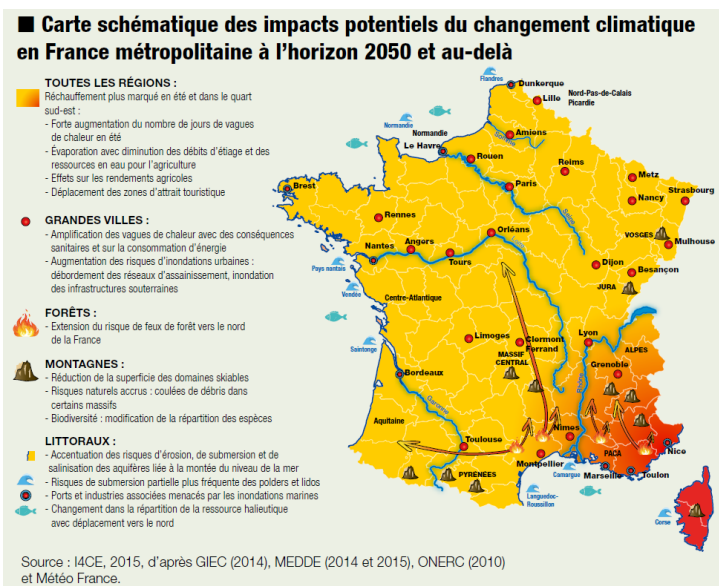 ■ Carte schématique des impacts potentiels du changement climatique
en France métropolitaine à l'horizon 2050 et au-delà
TOUTES LES RÉGIONS :
Réchauffement plus marqué en été et dans le quart
sud-est :
- Forte augmentation du nombre de jours de vagues
de chaleur en été
- Évaporation avec diminution des débits d'étiage et des
ressources en eau pour l'agriculture
- Effets sur les rendements agricoles
- Déplacement des zones d'attrait touristique
GRANDES VILLES :
- Amplification des vagues de chaleur avec des conséquences
sanitaires et sur la consommation d'énergie
- Augmentation des risques d'inondations urbaines :
débordement des réseaux d'assainissement, inondation
des infrastructures souterraines
FORÊTS :
- Extension du risque de feux de forêt vers le nord
de la France
MONTAGNES :
- Réduction de la superficie des domaines skiables
- Risques naturels accrus : coulées de débris dans
certains massifs
- Biodiversité : modification de la répartition des espèces
LITTORAUX :
- Accentuation des risques d'érosion, de submersion et de
salinisation des aquifères liée à la montée du niveau de la mer
- Risques de submersion partielle plus fréquente des polders et lidos
- Ports et industries associées menacés par les inondations marines
- Changement dans la répartition de la ressource halieutique
avec déplacement vers le nord
Flandres
Dunkerque
Lille
Nord-Pas-de-Calais
Picardie
Normandie
Normandie
Amiens
Somme
Le Havre
Rouen
Reims
Metz
Strasbourg
Nancy
Paris
Brest
Seine
Rennes
Orléans
VOSGES
Mulhouse
Nantes
Angers
Tours
Dijon
Besançon
Pays nantais
JURA
Vendée
Centre-Atlantique
Limoges
Clermont
Ferrand
Lyon
ALPES
Saintonge
MASSIF
CENTRAL
Grenoble
Bordeaux
Rhône
Garonne
Aquitaine
Toulouse
Nîmes
Nice
PACA
Montpellier
Camargue
Marseille
Toulon
PYRÉNÉES
Languedoc-
Roussillon
Corse
Source : I4CE, 2015, d'après GIEC (2014), MEDDE (2014 et 2015), ONERC (2010)
et Météo France.